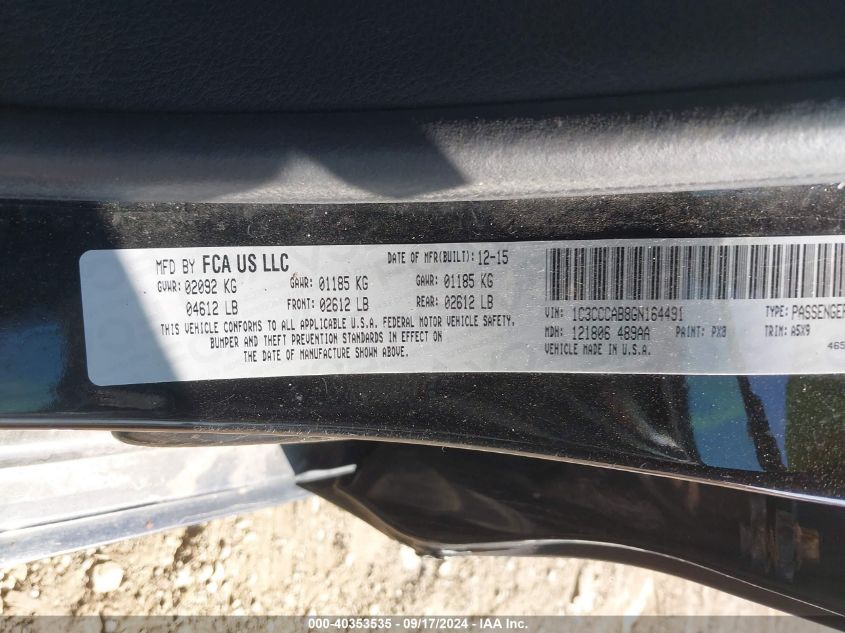 MFD BY FCA US LLC DATE OF MFR(BUILT): 12-15
GVWR: 02092 KG GAWR: 01185 KG GAWR: 01185 KG
04612 LB FRONT: 02612 LB REAR: 02612 LB
THIS VEHICLE CONFORMS TO ALL APPLICABLE U.S.A. FEDERAL MOTOR VEHICLE SAFETY,
BUMPER AND THEFT PREVENTION STANDARDS IN EFFECT ON
THE DATE OF MANUFACTURE SHOWN ABOVE.
VIN: 1C3CCCAB8GN164491 TYPE: PASSENGER
MDH: 121806 489AA PAINT: PX8 TRIM: ASX9
VEHICLE MADE IN U.S.A. 465
000-40353535 - 09/17/2024 - IAA Inc.